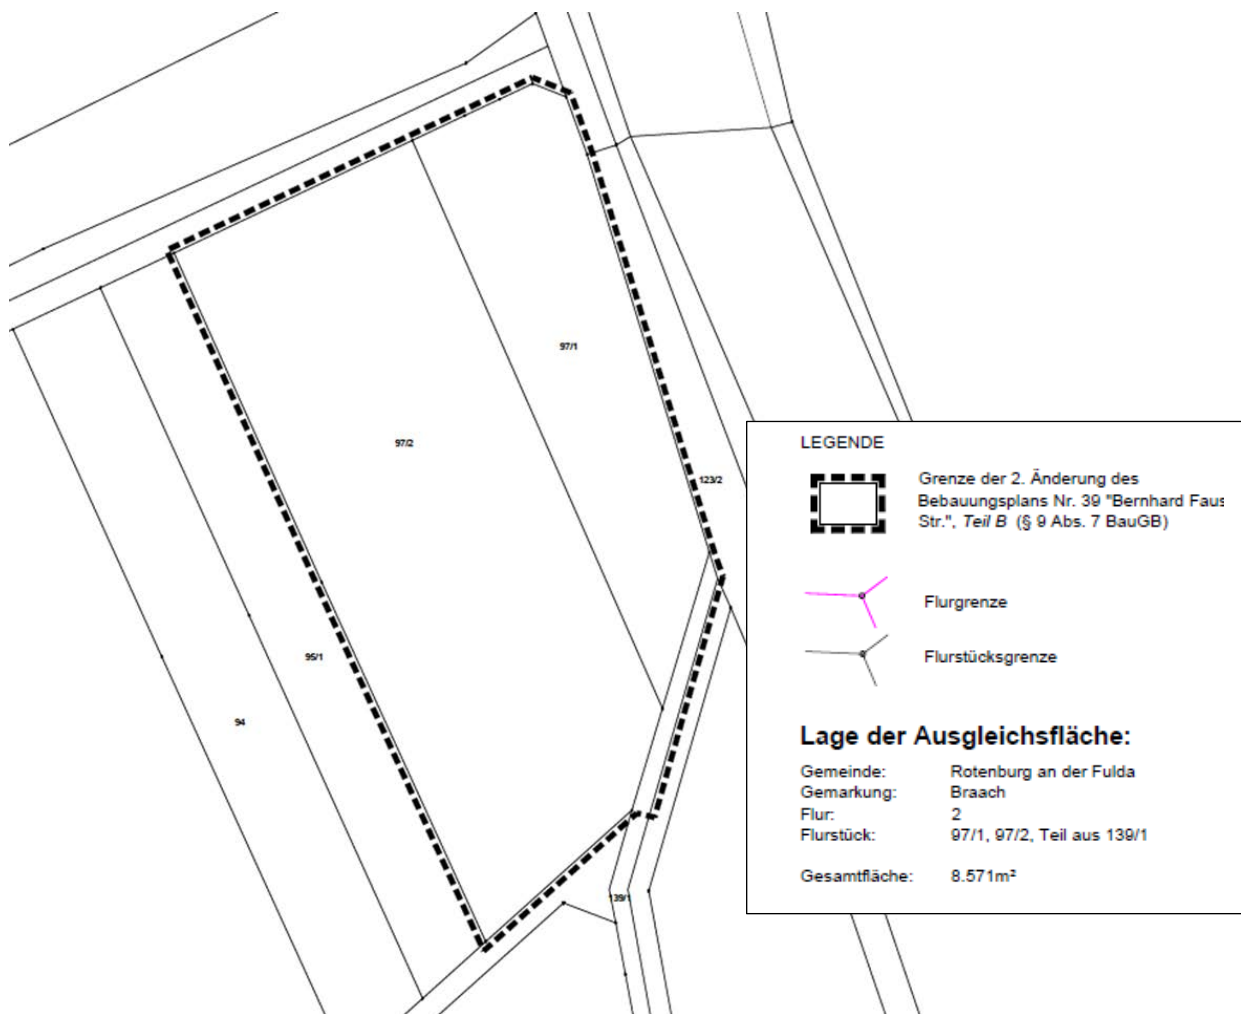 97/1
97/2
123/2
95/1
94
139/1
LEGENDE
Grenze der 2. Änderung des
Bebauungsplans Nr. 39 "Bernhard Faus
Str.", Teil B (§ 9 Abs. 7 BauGB)
Flurgrenze
Flurstücksgrenze
Lage der Ausgleichsfläche:
Gemeinde: Rotenburg an der Fulda
Gemarkung: Braach
Flur: 2
Flurstück: 97/1, 97/2, Teil aus 139/1
Gesamtfläche: 8.571m²